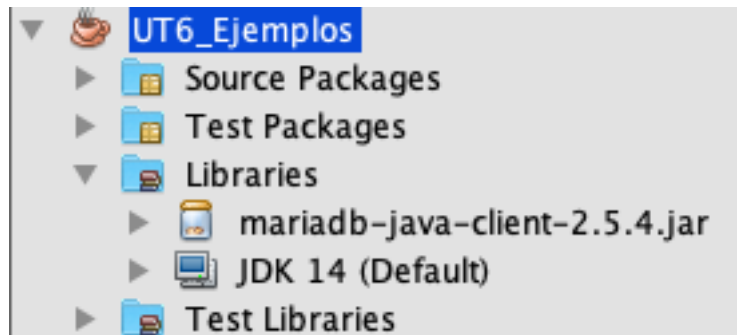 UT6_Ejemplos
Source Packages
Test Packages
Libraries
mariadb-java-client-2.5.4.jar
JDK 14 (Default)
Test Libraries